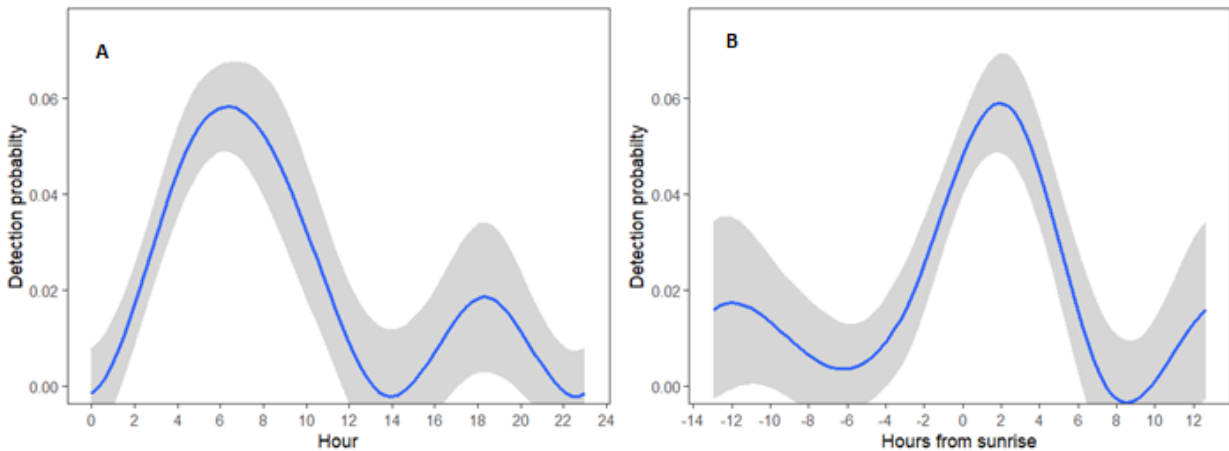 A
Detection probabilty
0.06
0.04
0.02
0.00
0 2 4 6 8 10 12 14 16 18 20 22 24
Hour
B
Detection probabilty
0.06
0.04
0.02
0.00
-14 -12 -10 -8 -6 -4 -2 0 2 4 6 8 10 12
Hours from sunrise